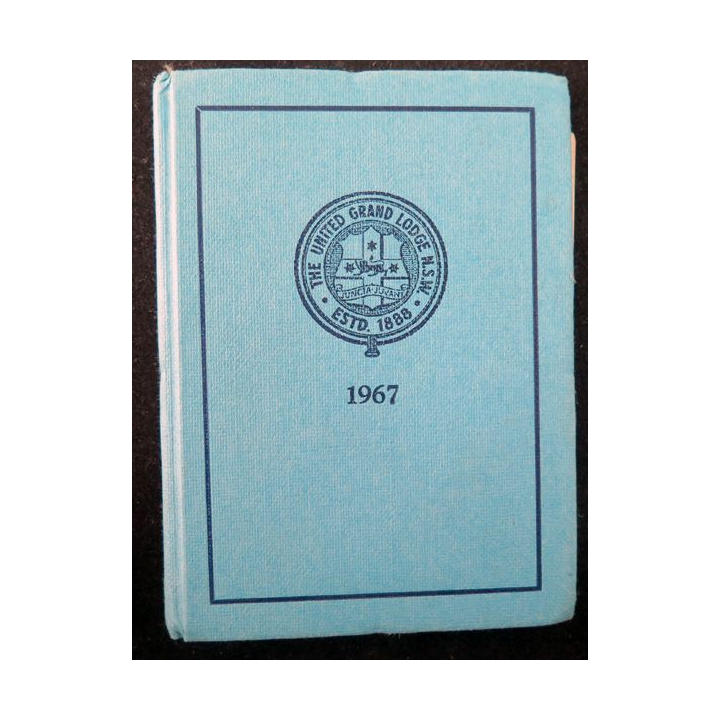 THE UNITED GRAND LODGE N.S.W.
JUNCTA JUVANT
• ESTD. 1888 •
1967